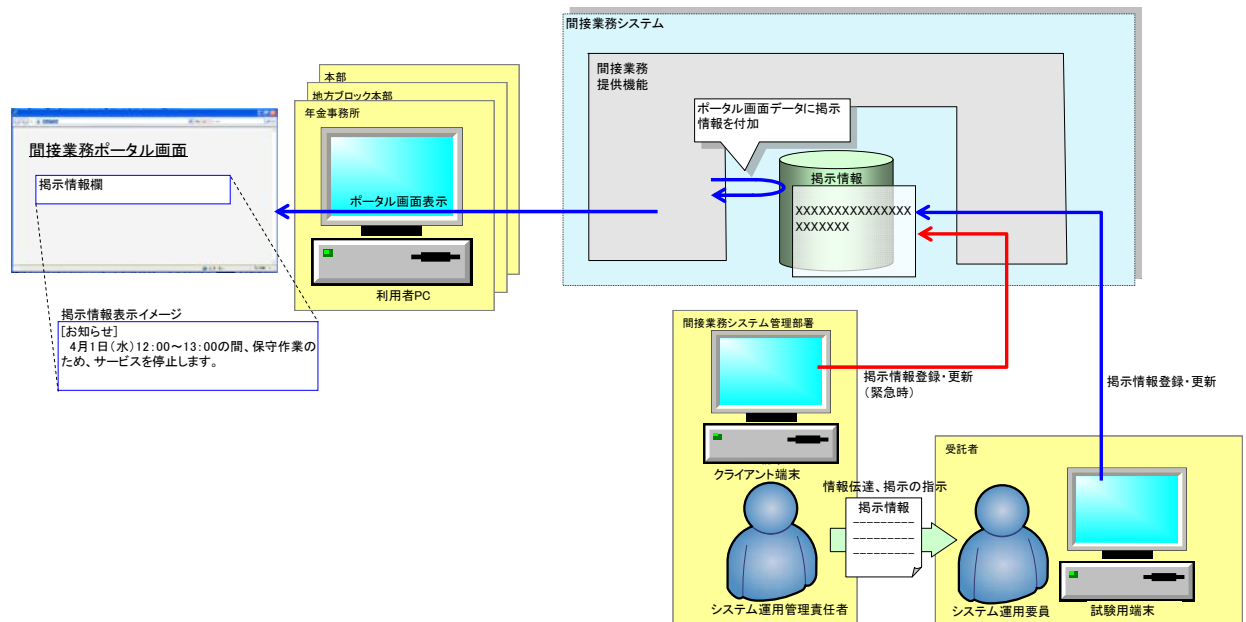 間接業務システム
間接業務
提供機能
ポータル画面データに掲示
情報を付加
掲示情報
XXXXXXXXXXXXXXX
XXXXXXX
本部
地方ブロック本部
年金事務所
ポータル画面表示
利用者PC
間接業務ポータル画面
掲示情報欄
掲示情報表示イメージ
[お知らせ]
4月1日(水)12:00~13:00の間、保守作業の
ため、サービスを停止します。
間接業務システム管理部署
掲示情報登録・更新
(緊急時)
クライアント端末
システム運用管理責任者
情報伝達、掲示の指示
掲示情報
掲示情報登録・更新
受託者
システム運用要員
試験用端末